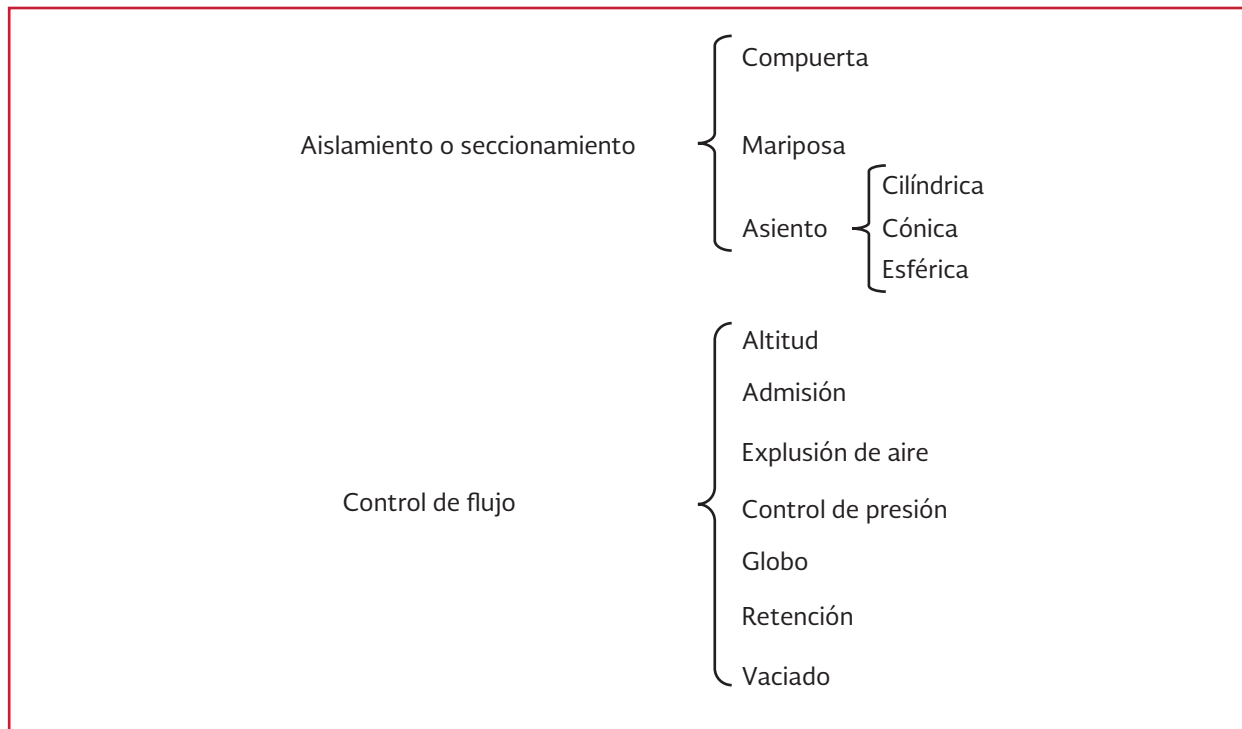 Aislamiento o seccionamiento
Compuerta
Mariposa
Asiento
Cilíndrica
Cónica
Esférica
Control de flujo
Altitud
Admisión
Explusión de aire
Control de presión
Globo
Retención
Vaciado